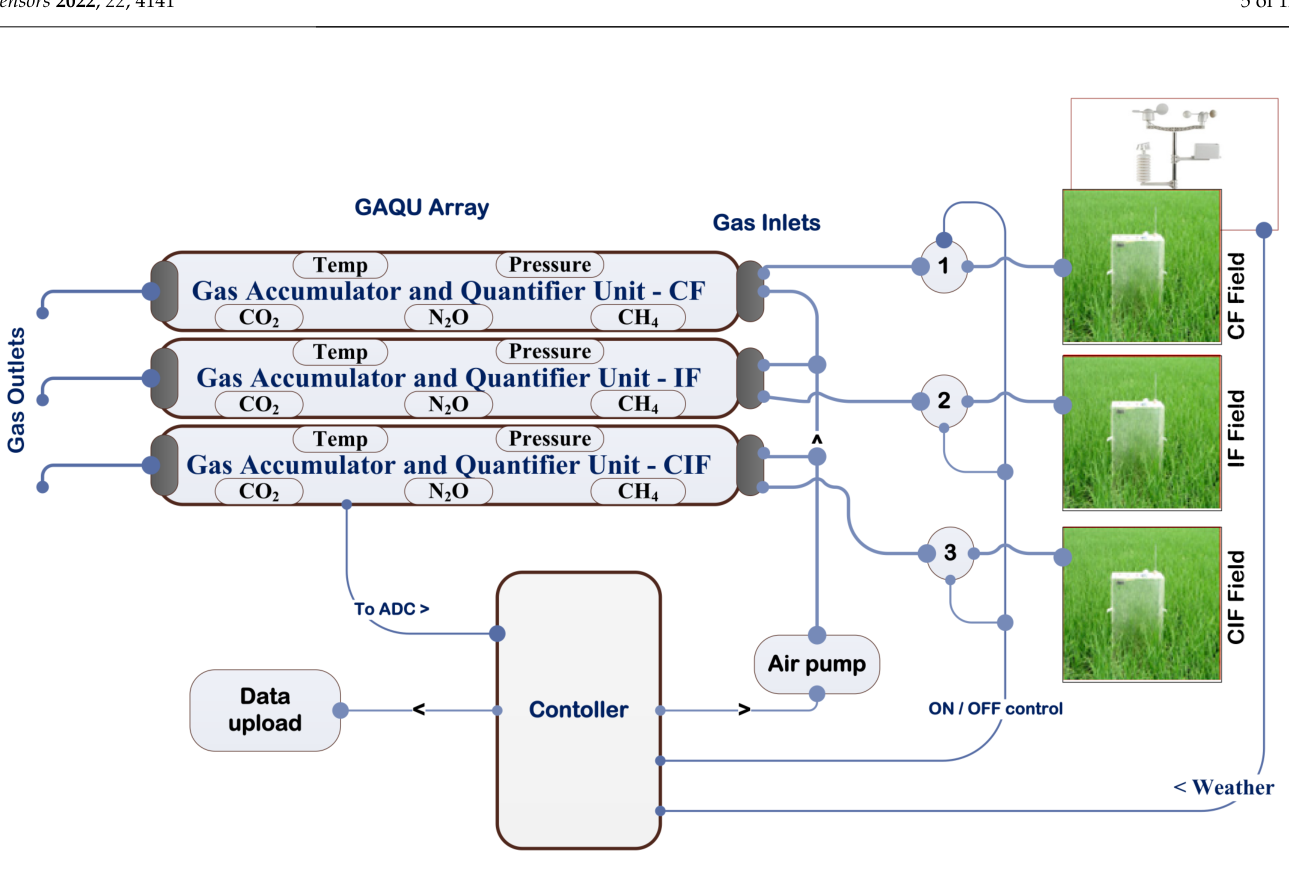 2022, 22, 4141
5 of
GAQU Array
Gas Inlets
Temp
Pressure
Gas Accumulator and Quantifier Unit - CF
CO₂
N₂O
CH₄
Temp
Pressure
Gas Accumulator and Quantifier Unit - IF
CO₂
N₂O
CH₄
Temp
Pressure
Gas Accumulator and Quantifier Unit - CIF
CO₂
N₂O
CH₄
Gas Outlets
1
2
3
CF Field
IF Field
CIF Field
^
To ADC >
Data
upload
<
Contoller
>
Air pump
ON / OFF control
< Weather